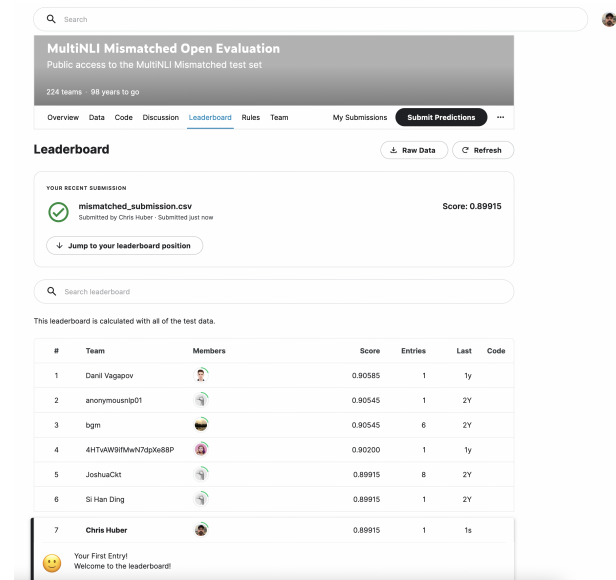 Search
MultiNLI Mismatched Open Evaluation
Public access to the MultiNLI Mismatched test set
224 teams · 98 years to go
Overview Data Code Discussion Leaderboard Rules Team My Submissions Submit Predictions ...
Leaderboard Raw Data Refresh
YOUR RECENT SUBMISSION
mismatched_submission.csv Score: 0.89915
Submitted by Chris Huber · Submitted just now
Jump to your leaderboard position
Search leaderboard
This leaderboard is calculated with all of the test data.
# Team Members Score Entries Last Code
1 Danil Vagapov 0.90585 1 1y
2 anonymousnlp01 0.90545 1 2Y
3 bgm 0.90545 6 2Y
4 4HTvAW9ifMwN7dpXe88P 0.90200 1 1y
5 JoshuaCkt 0.89915 8 2Y
6 Si Han Ding 0.89915 1 2Y
7 Chris Huber 0.89915 1 1s
Your First Entry!
Welcome to the leaderboard!